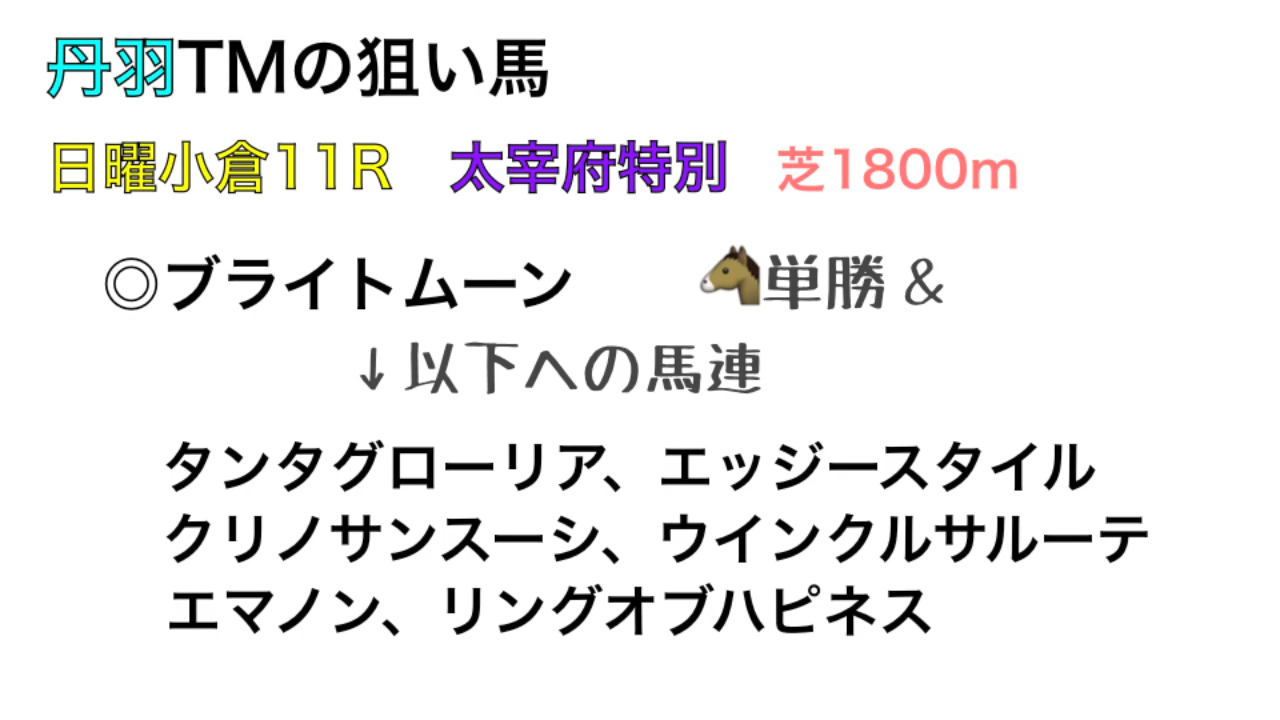 丹羽TMの狙い馬
日曜小倉11R　太宰府特別　芝1800m
◎ブライトムーン　🐴単勝＆
↓以下への馬連
タンタグローリア、エッジースタイル
クリノサンスーシ、ウインクルサルーテ
エマノン、リングオブハピネス